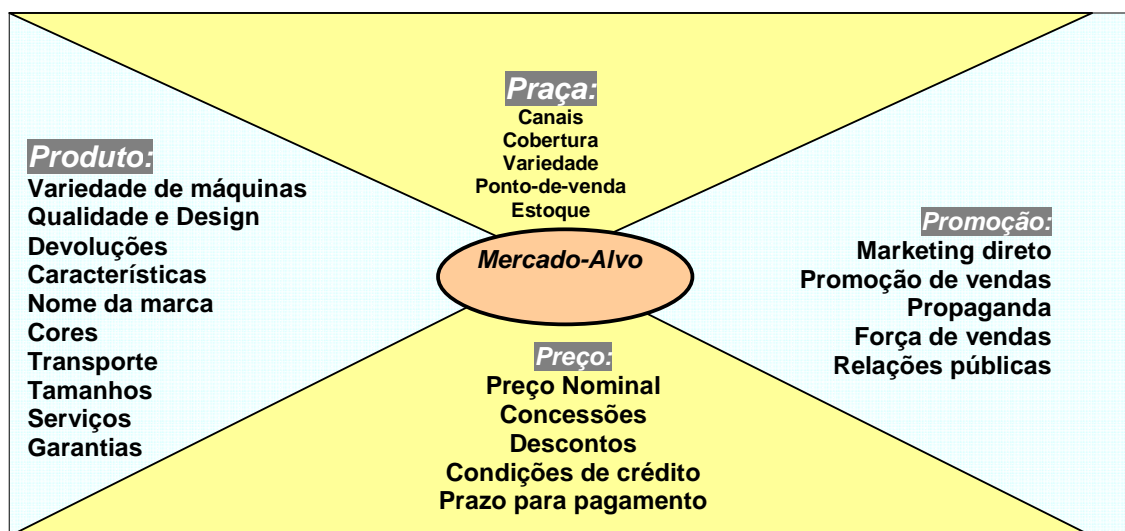 Praça:
Canais
Cobertura
Variedade
Ponto-de-venda
Estoque
Produto:
Variedade de máquinas
Qualidade e Design
Devoluções
Características
Nome da marca
Cores
Transporte
Tamanhos
Serviços
Garantias
Mercado-Alvo
Promoção:
Marketing direto
Promoção de vendas
Propaganda
Força de vendas
Relações públicas
Preço:
Preço Nominal
Concessões
Descontos
Condições de crédito
Prazo para pagamento